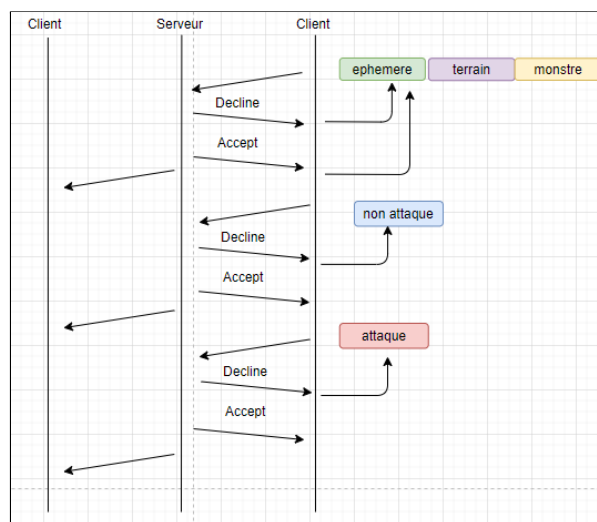 Client Serveur Client
ephemere terrain monstre
Decline
Accept
non attaque
Decline
Accept
attaque
Decline
Accept